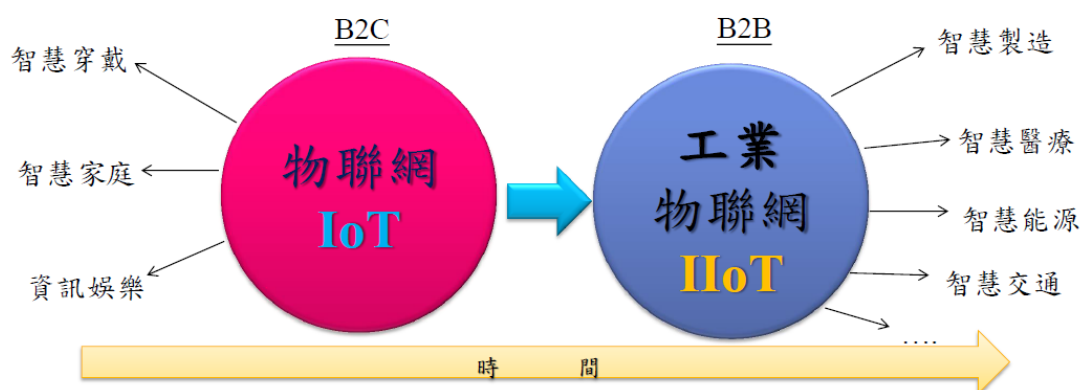 B2C
B2B
智慧穿戴
智慧家庭
資訊娛樂
物聯網
IoT
工業
物聯網
IIoT
智慧製造
智慧醫療
智慧能源
智慧交通
....
時間